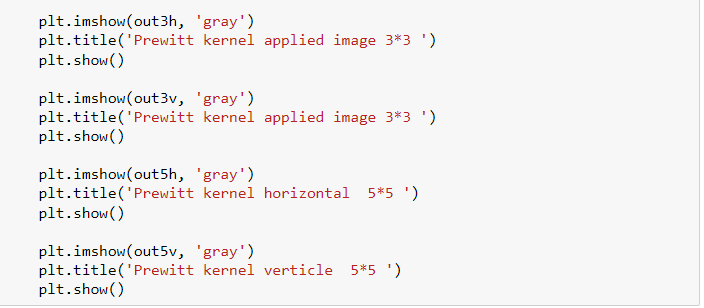 plt.imshow(out3h, 'gray')
plt.title('Prewitt kernel applied image 3*3 ')
plt.show()

plt.imshow(out3v, 'gray')
plt.title('Prewitt kernel applied image 3*3 ')
plt.show()

plt.imshow(out5h, 'gray')
plt.title('Prewitt kernel horizontal  5*5 ')
plt.show()

plt.imshow(out5v, 'gray')
plt.title('Prewitt kernel verticle  5*5 ')
plt.show()